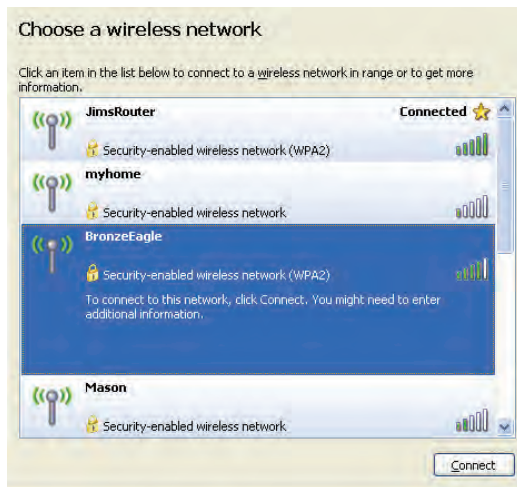 Choose a wireless network
Click an item in the list below to connect to a wireless network in range or to get more
information.
JimsRouter Connected
Security-enabled wireless network (WPA2)
myhome
Security-enabled wireless network
BronzeEagle
Security-enabled wireless network (WPA2)
To connect to this network, click Connect. You might need to enter
additional information.
Mason
Security-enabled wireless network
Connect